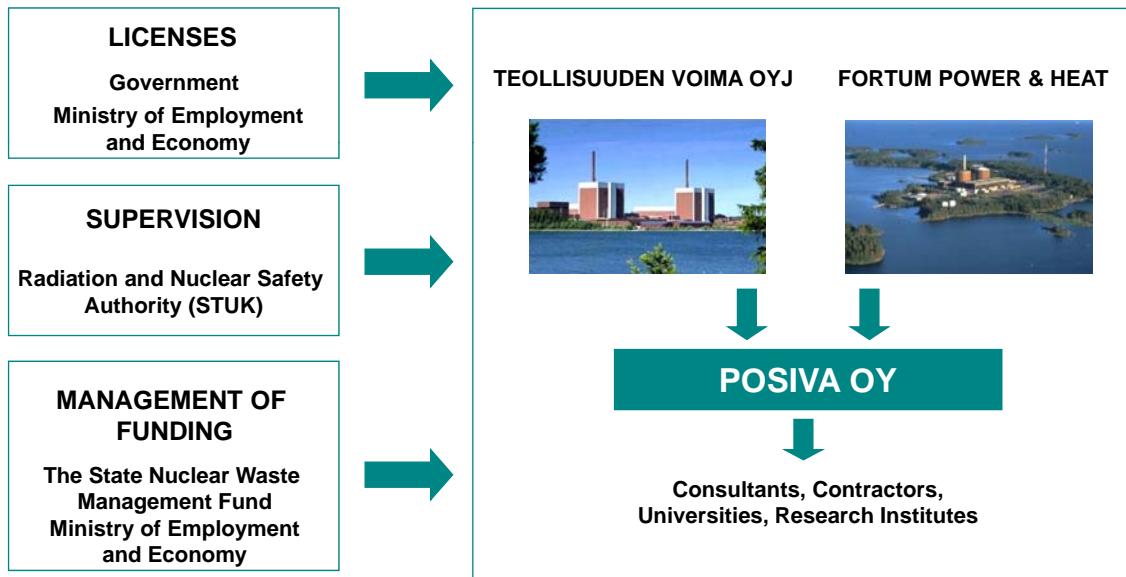 LICENSES
Government
Ministry of Employment
and Economy
SUPERVISION
Radiation and Nuclear Safety
Authority (STUK)
MANAGEMENT OF
FUNDING
The State Nuclear Waste
Management Fund
Ministry of Employment
and Economy
TEOLLISUUDEN VOIMA OYJ
FORTUM POWER & HEAT
POSIVA OY
Consultants, Contractors,
Universities, Research Institutes